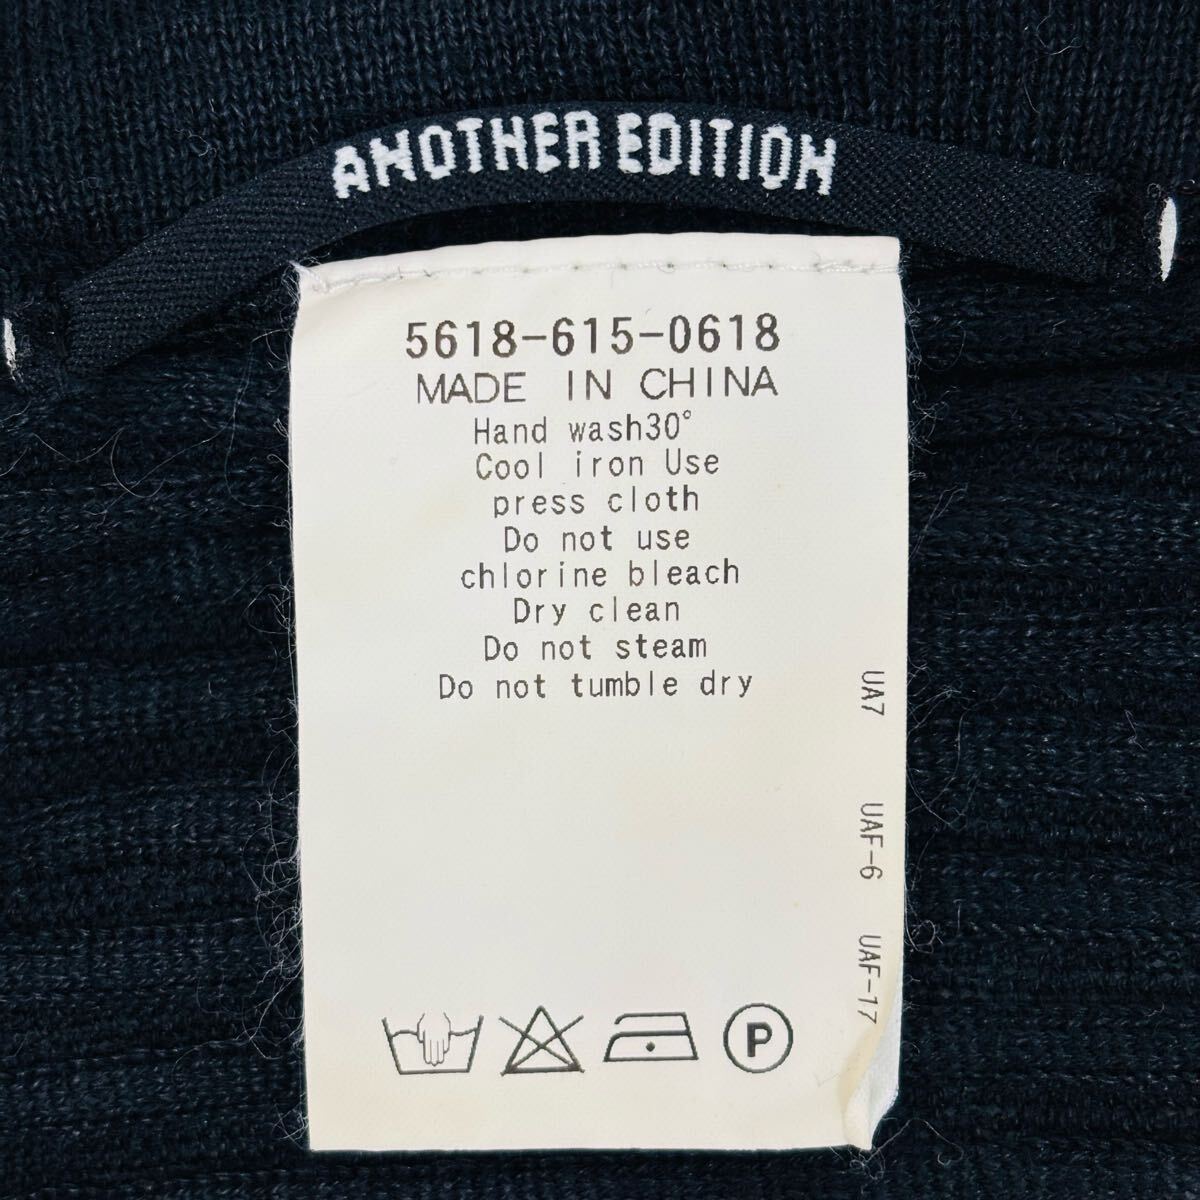 ANOTHER EDITION
5618-615-0618
MADE IN CHINA
Hand wash30°
Cool iron Use
press cloth
Do not use
chlorine bleach
Dry clean
Do not steam
Do not tumble dry
UA7 UAF-6 UAF-17
P